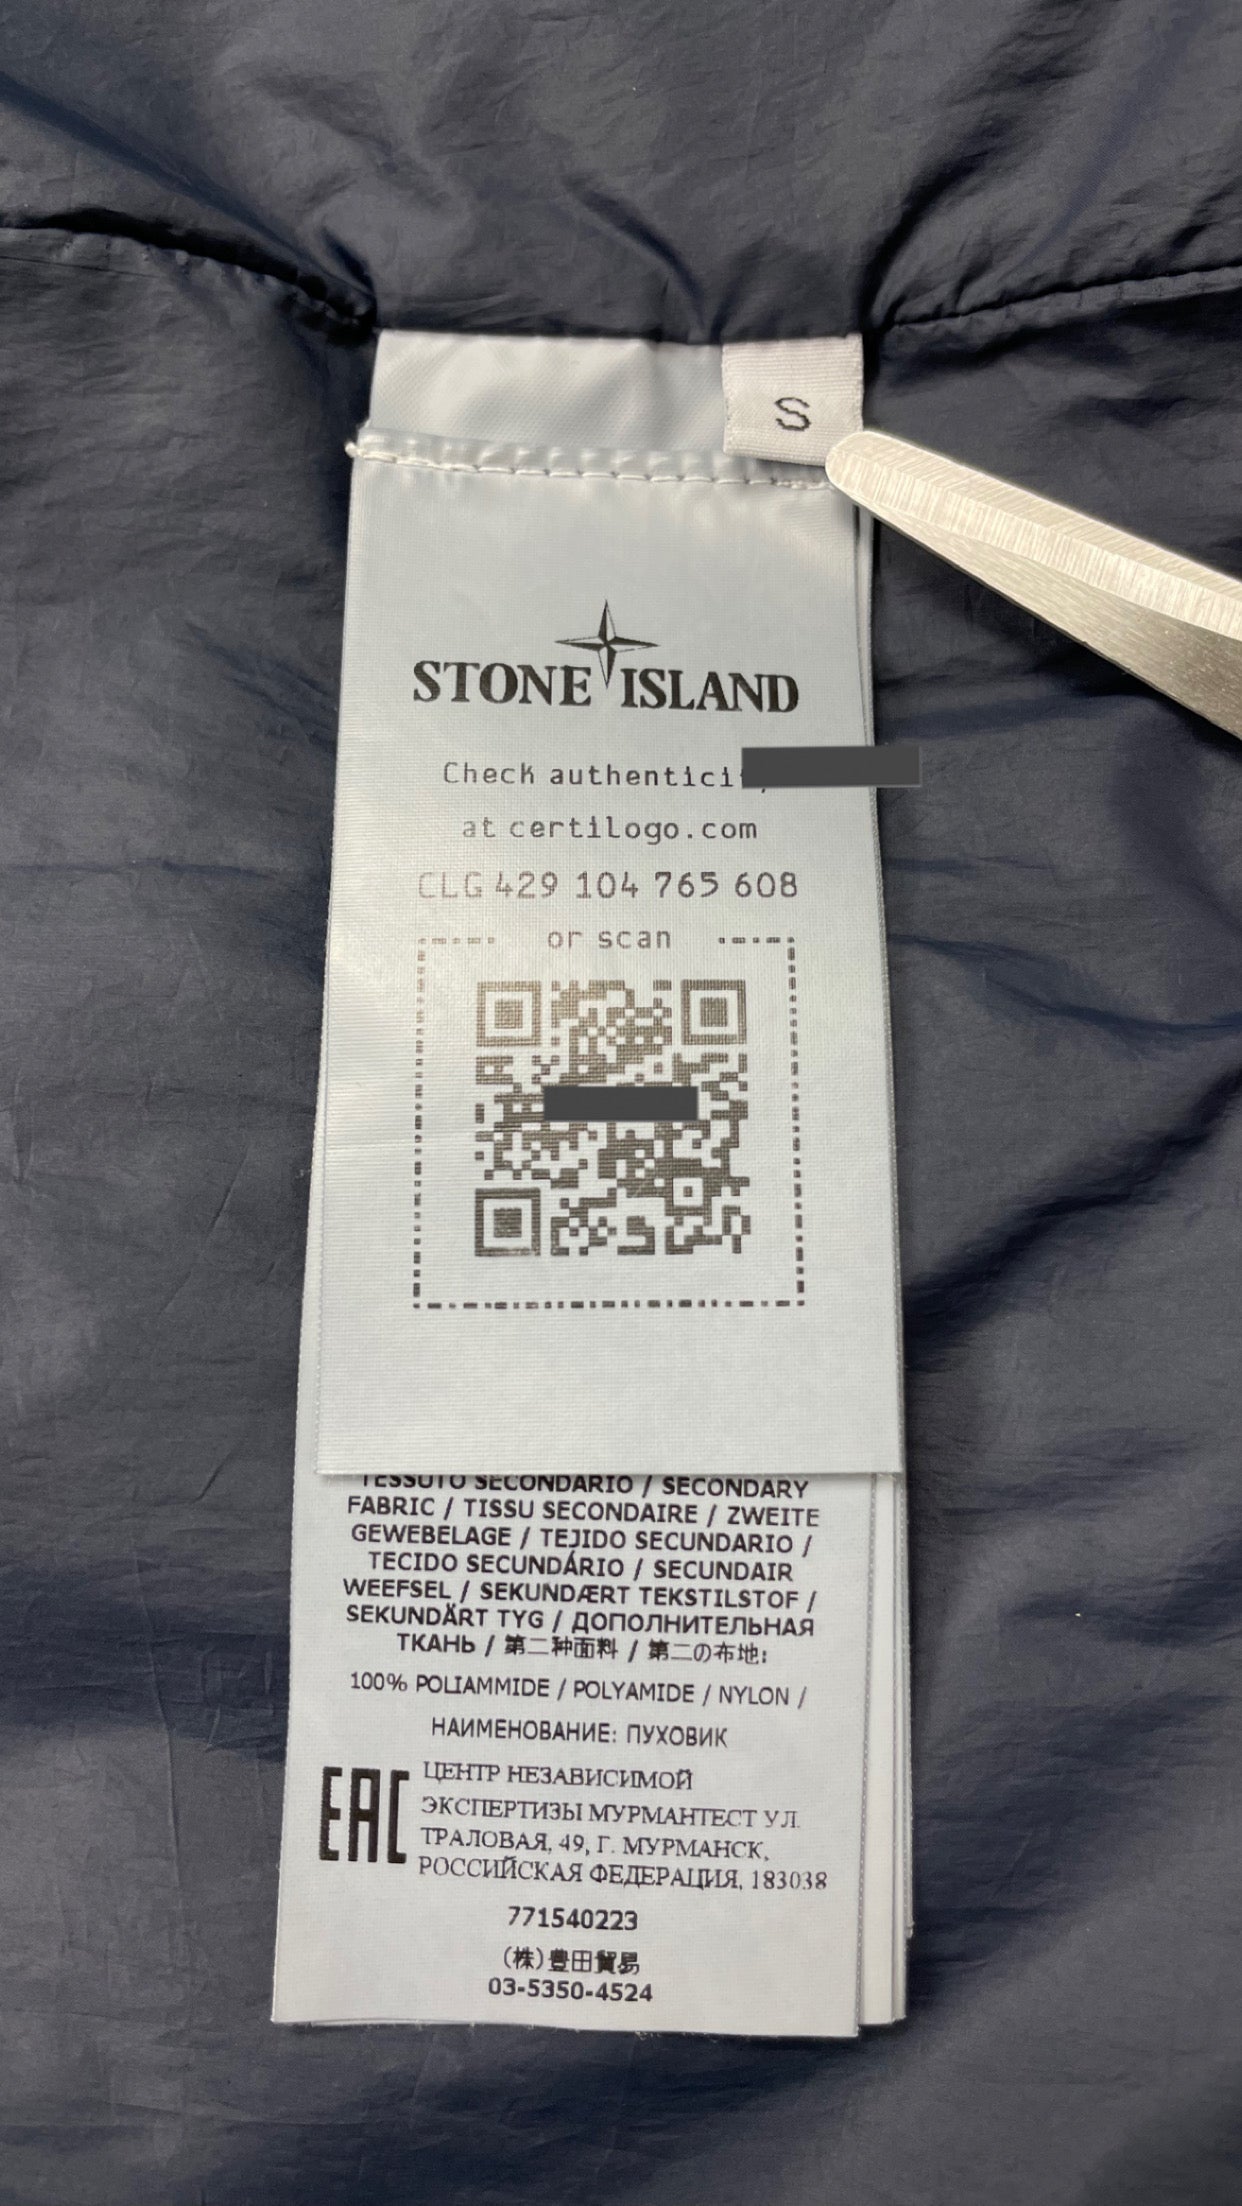 S
STONE ISLAND
Check authentici
at certilogo.com
CLG 429 104 765 608
or scan
TESSUTO SECONDARIO / SECONDARY
FABRIC / TISSU SECONDAIRE / ZWEITE
GEWEBELAGE / TEJIDO SECUNDARIO /
TECIDO SECUNDÁRIO / SECUNDAIR
WEEFSEL / SEKUNDÆRT TEKSTILSTOF /
SEKUNDÄRT TYG / ДОПОЛНИТЕЛЬНАЯ
ТКАНЬ / 第二种面料 / 第二の布地:
100% POLIAMMIDE / POLYAMIDE / NYLON /
НАИМЕНОВАНИЕ: ПУХОВИК
EAC
ЦЕНТР НЕЗАВИСИМОЙ
ЭКСПЕРТИЗЫ МУРМАНТЕСТ УЛ.
ТРАЛОВАЯ, 49, Г. МУРМАНСК,
РОССИЙСКАЯ ФЕДЕРАЦИЯ, 183038
771540223
(株)豊田貿易
03-5350-4524